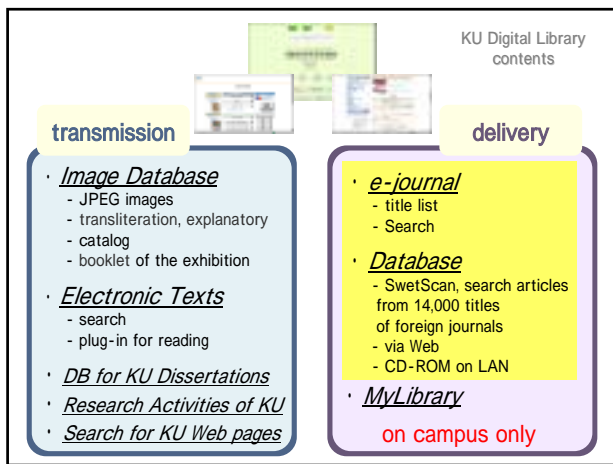 KU Digital Library
contents
transmission
· Image Database
- JPEG images
- transliteration, explanatory
- catalog
- booklet of the exhibition
· Electronic Texts
- search
- plug-in for reading
· DB for KU Dissertations
· Research Activities of KU
· Search for KU Web pages
delivery
· e-journal
- title list
- Search
· Database
- SwetScan, search articles
from 14,000 titles
of foreign journals
- via Web
- CD-ROM on LAN
· MyLibrary
on campus only